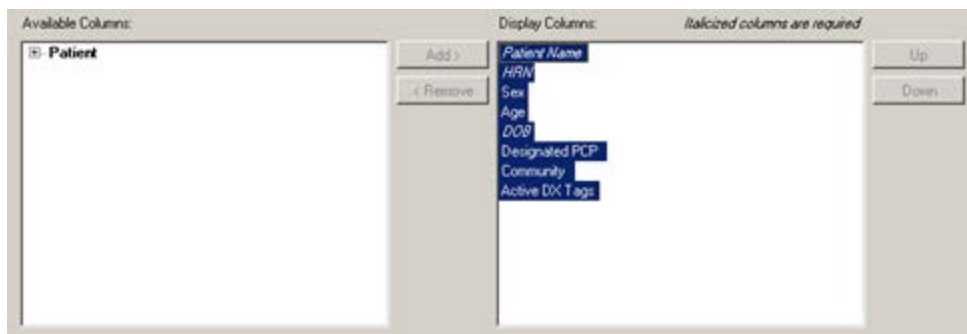 Available Columns:
Display Columns:
Italicized columns are required
Patient
Add >
< Remove
Patient Name
HRN
Sex
Age
DOB
Designated PCP
Community
Active DX Tags
Up
Down